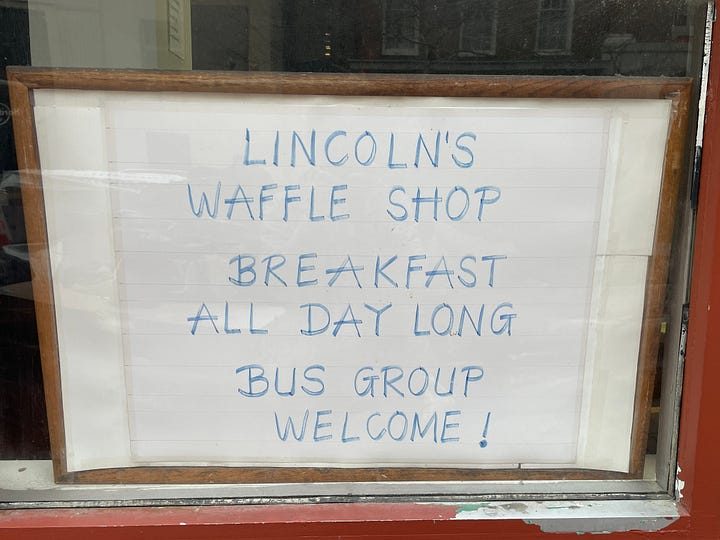 LINCOLN'S
WAFFLE SHOP
BREAKFAST
ALL DAY LONG
BUS GROUP
WELCOME!